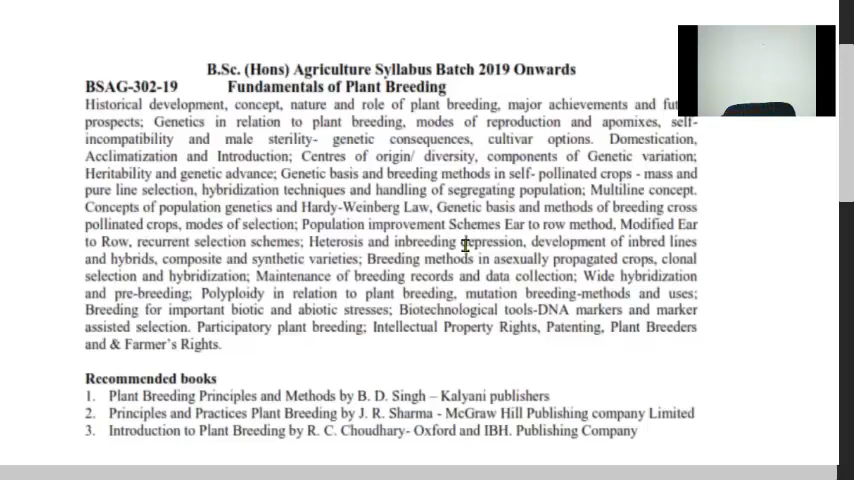 B.Sc. (Hons) Agriculture Syllabus Batch 2019 Onwards
BSAG-302-19 Fundamentals of Plant Breeding
Historical development, concept, nature and role of plant breeding, major achievements and
prospects; Genetics in relation to plant breeding, modes of reproduction and apomixes, self-
incompatibility and male sterility- genetic consequences, cultivar options. Domestication,
Acclimatization and Introduction; Centres of origin/ diversity, components of Genetic variation;
Heritability and genetic advance; Genetic basis and breeding methods in self- pollinated crops - mass and
pure line selection, hybridization techniques and handling of segregating population; Multiline concept.
Concepts of population genetics and Hardy-Weinberg Law, Genetic basis and methods of breeding cross
pollinated crops, modes of selection; Population improvement Schemes Ear to row method, Modified Ear
to Row, recurrent selection schemes; Heterosis and inbreeding depression, development of inbred lines
and hybrids, composite and synthetic varieties; Breeding methods in asexually propagated crops, clonal
selection and hybridization; Maintenance of breeding records and data collection; Wide hybridization
and pre-breeding; Polyploidy in relation to plant breeding, mutation breeding-methods and uses;
Breeding for important biotic and abiotic stresses; Biotechnological tools-DNA markers and marker
assisted selection. Participatory plant breeding; Intellectual Property Rights, Patenting, Plant Breeders
and & Farmer's Rights.
Recommended books
1. Plant Breeding Principles and Methods by B. D. Singh – Kalyani publishers
2. Principles and Practices Plant Breeding by J. R. Sharma - McGraw Hill Publishing company Limited
3. Introduction to Plant Breeding by R. C. Choudhary- Oxford and IBH. Publishing Company